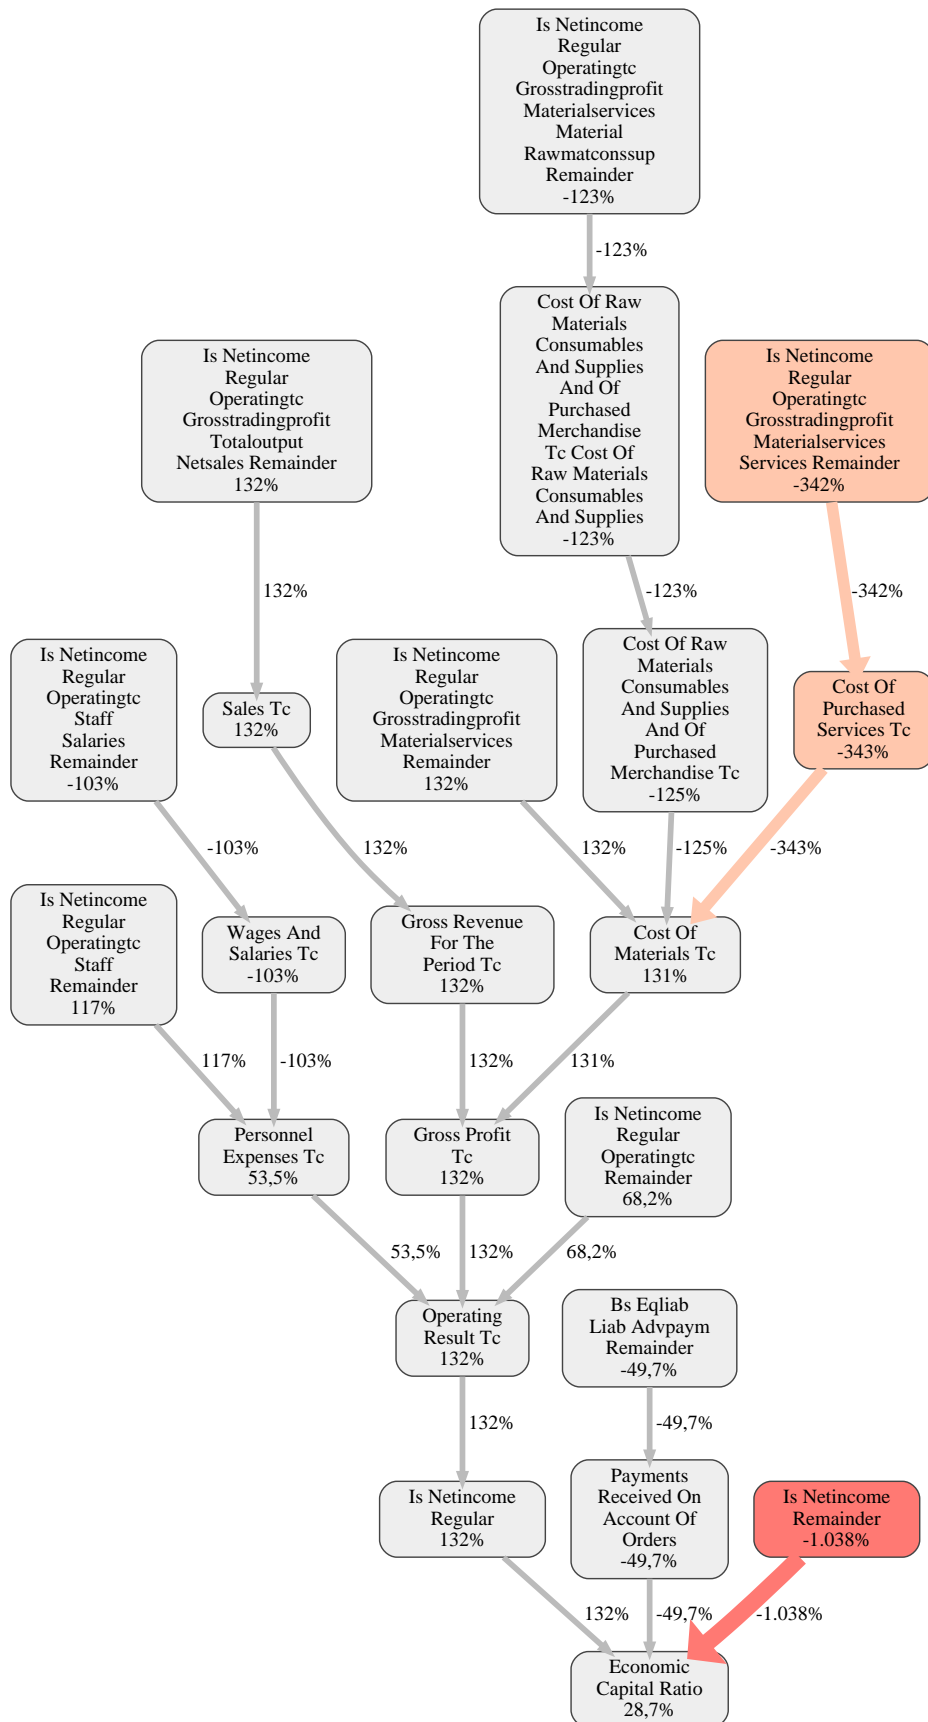 Is Netincome
Regular
Operatingtc
Grosstradingprofit
Materialservices
Material
Rawmatconssup
Remainder
-123%
-123%
Cost Of Raw
Materials
Consumables
And Supplies
And Of
Purchased
Merchandise
Tc Cost Of
Raw Materials
Consumables
And Supplies
-123%
Is Netincome
Regular
Operatingtc
Grosstradingprofit
Totaloutput
Netsales Remainder
132%
Is Netincome
Regular
Operatingtc
Grosstradingprofit
Materialservices
Services Remainder
-342%
132%
-123%
-342%
Is Netincome
Regular
Operatingtc
Staff
Salaries
Remainder
-103%
Sales Tc
132%
Is Netincome
Regular
Operatingtc
Grosstradingprofit
Materialservices
Remainder
132%
Cost Of Raw
Materials
Consumables
And Supplies
And Of
Purchased
Merchandise Tc
-125%
Cost Of
Purchased
Services Tc
-343%
-103%
132%
132%
-125%
-343%
Is Netincome
Regular
Operatingtc
Staff
Remainder
117%
Wages And
Salaries Tc
-103%
Gross Revenue
For The
Period Tc
132%
Cost Of
Materials Tc
131%
117%
-103%
132%
131%
Personnel
Expenses Tc
53,5%
Gross Profit
Tc
132%
Is Netincome
Regular
Operatingtc
Remainder
68,2%
53,5%
132%
68,2%
Operating
Result Tc
132%
Bs Eqliab
Liab Advpaym
Remainder
-49,7%
132%
-49,7%
Is Netincome
Regular
132%
Payments
Received On
Account Of
Orders
-49,7%
Is Netincome
Remainder
-1.038%
132%
-49,7%
-1.038%
Economic
Capital Ratio
28,7%